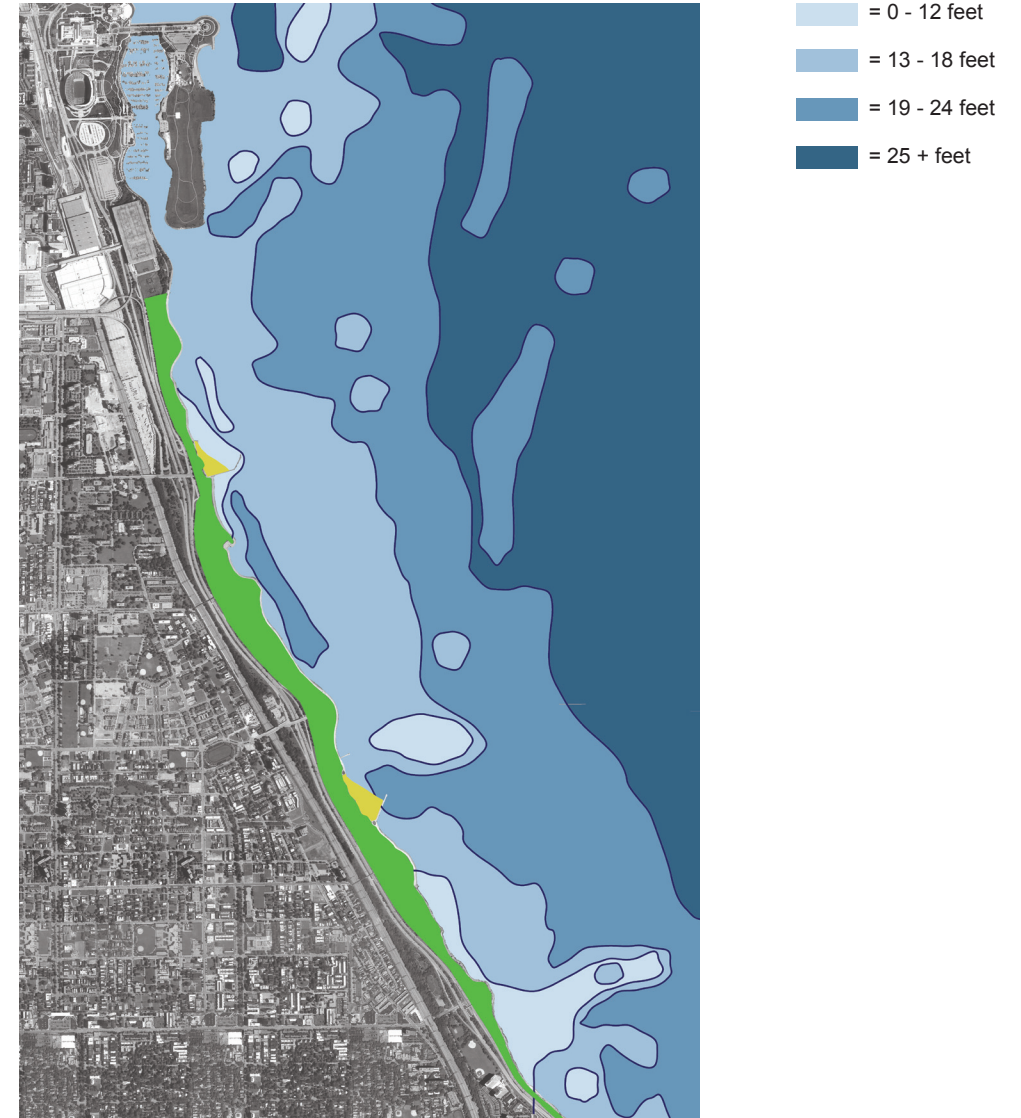 = 0 - 12 feet
= 13 - 18 feet
= 19 - 24 feet
= 25 + feet